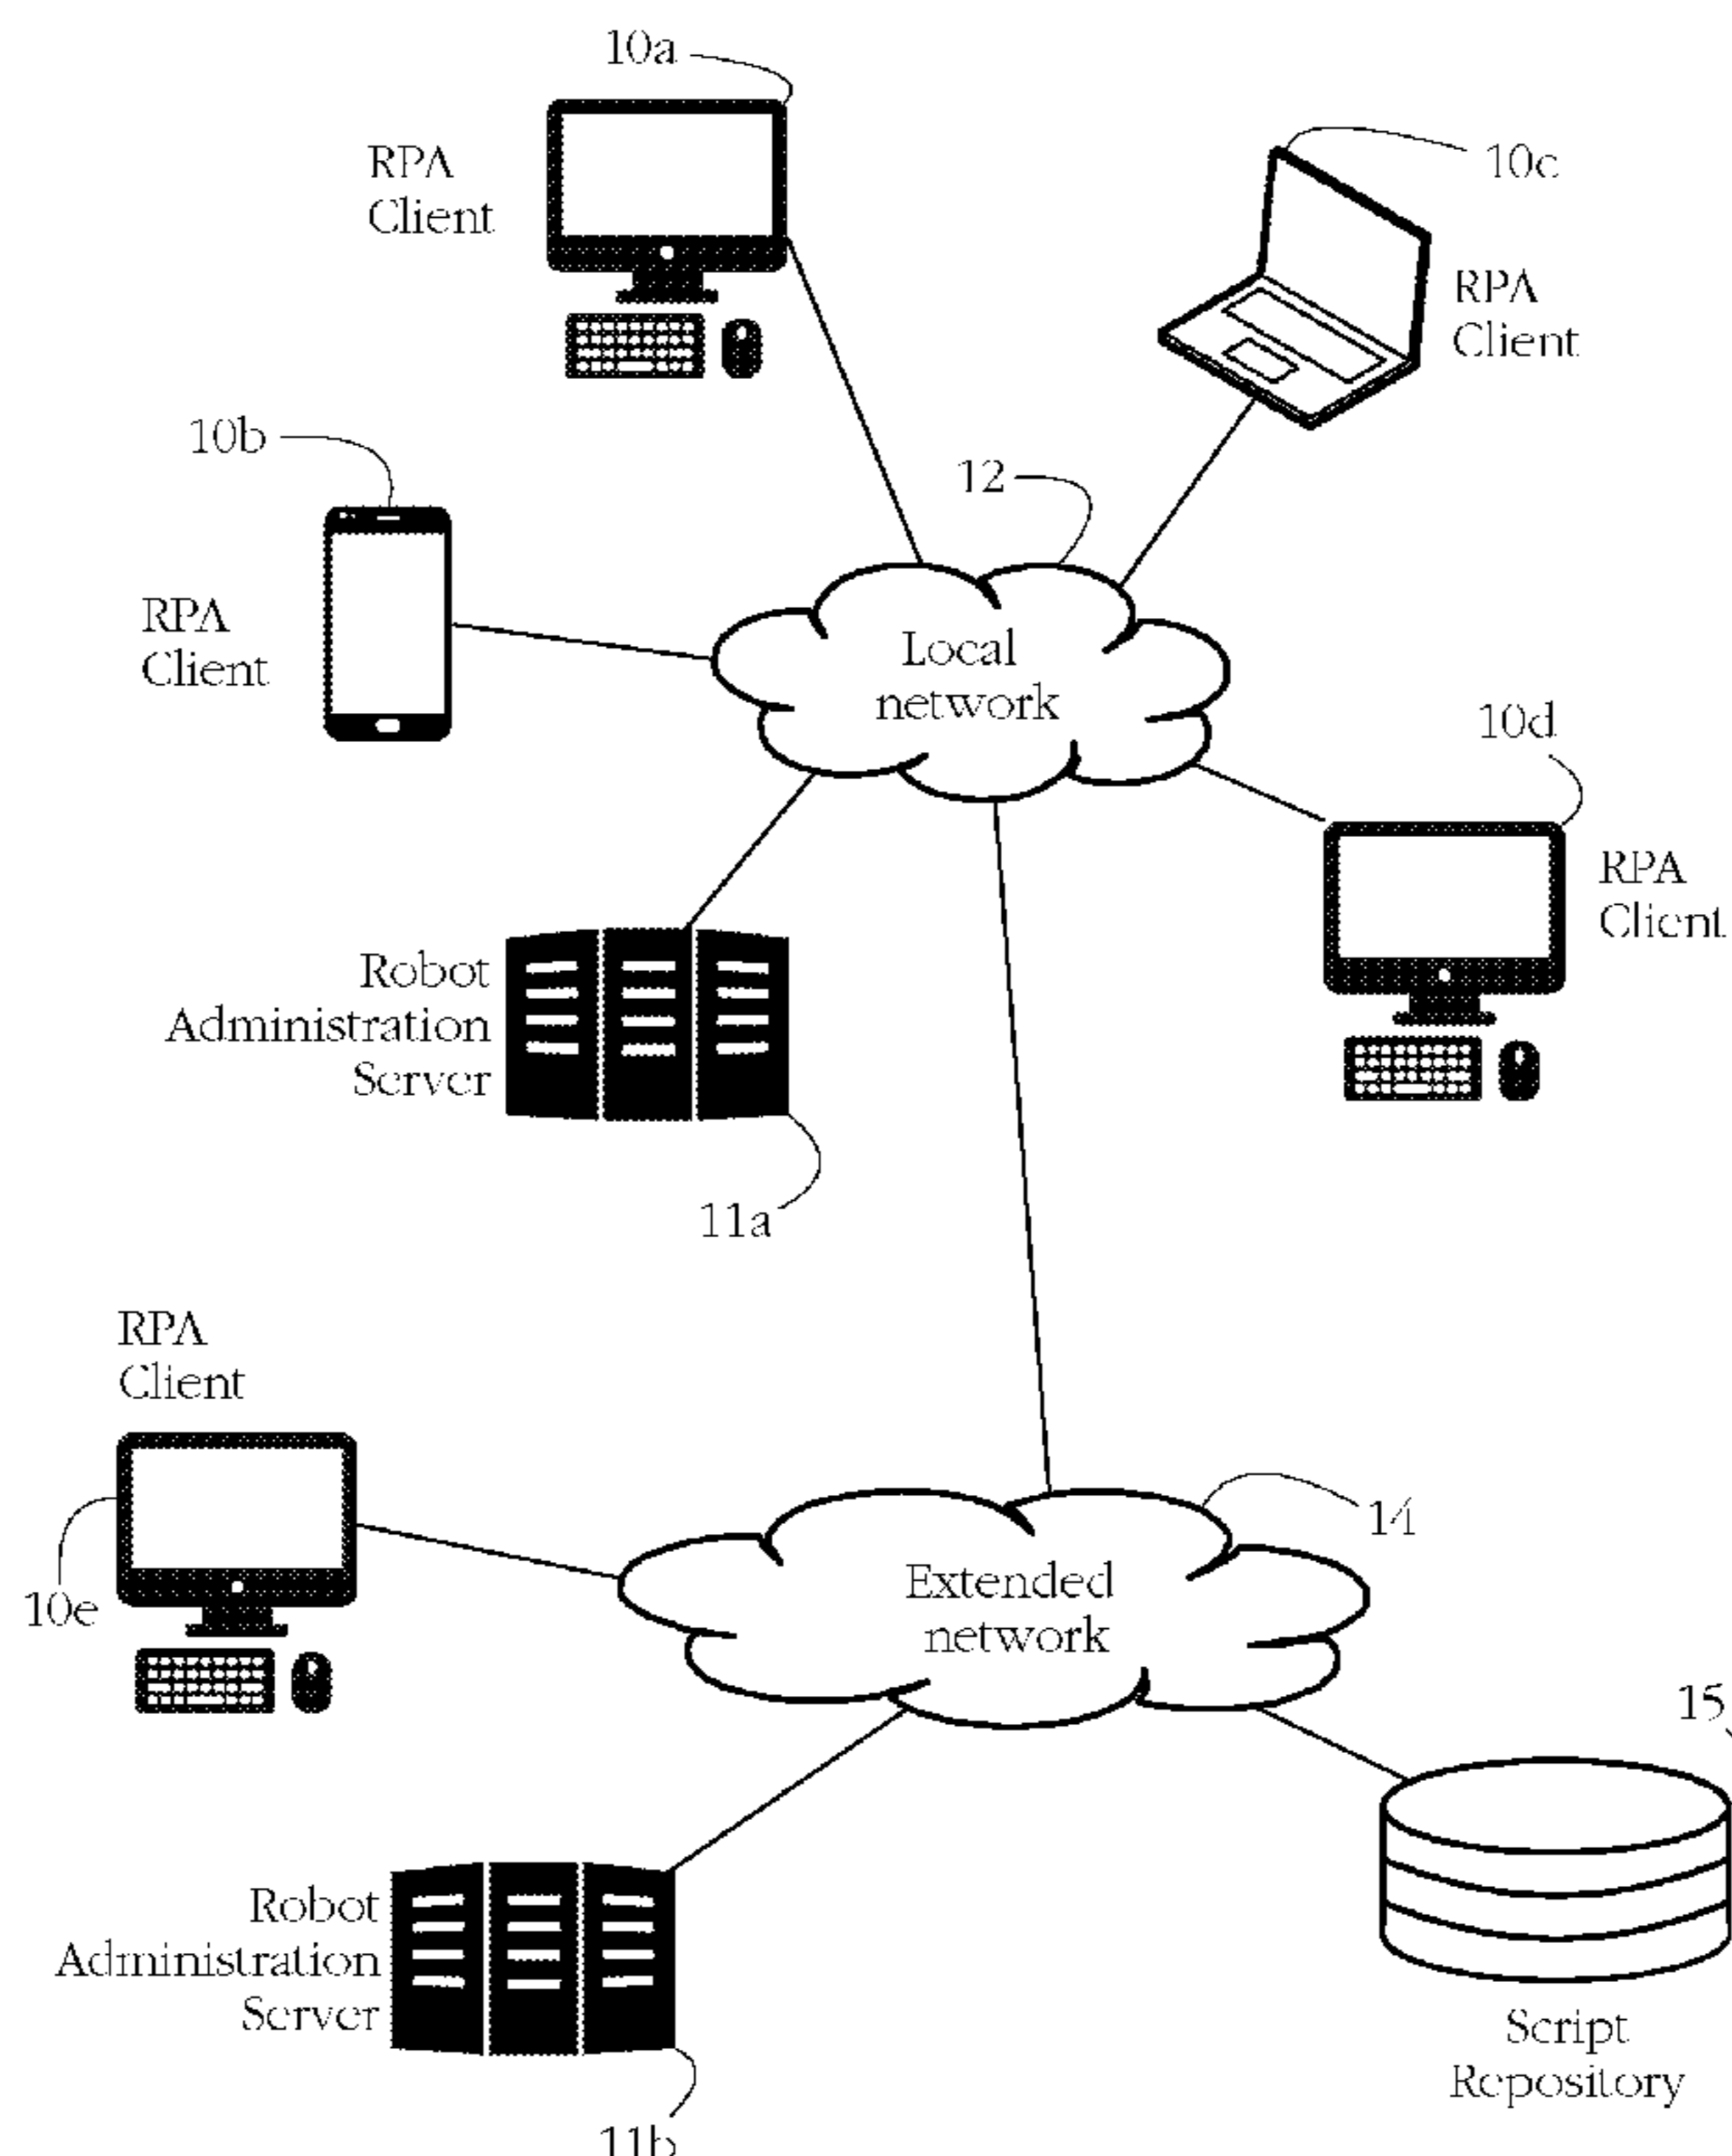 10a
RPA
Client
10c
RPA
Client
10b
RPA
Client
12
Local
network
10d
RPA
Client
Robot
Administration
Server
11a
RPA
Client
10e
14
Extended
network
15
Robot
Administration
Server
11b
Script
Repository